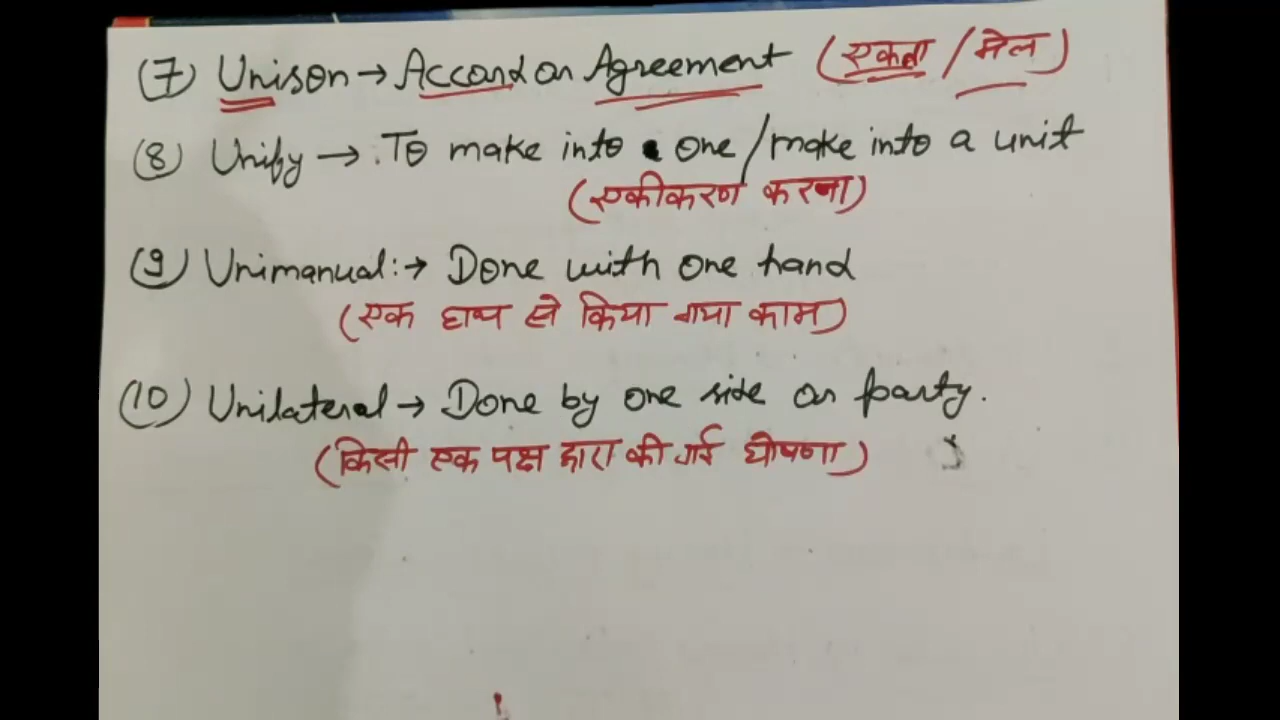 (7) Unison → Accord or Agreement (एकता / मेल)
(8) Unify → To make into one / make into a unit
(एकीकरण करना)
(9) Unimanual: → Done with one hand
(एक हाथ से किया गया काम)
(10) Unilateral → Done by one side or party.
(किसी एक पक्ष द्वारा की गई घोषणा)